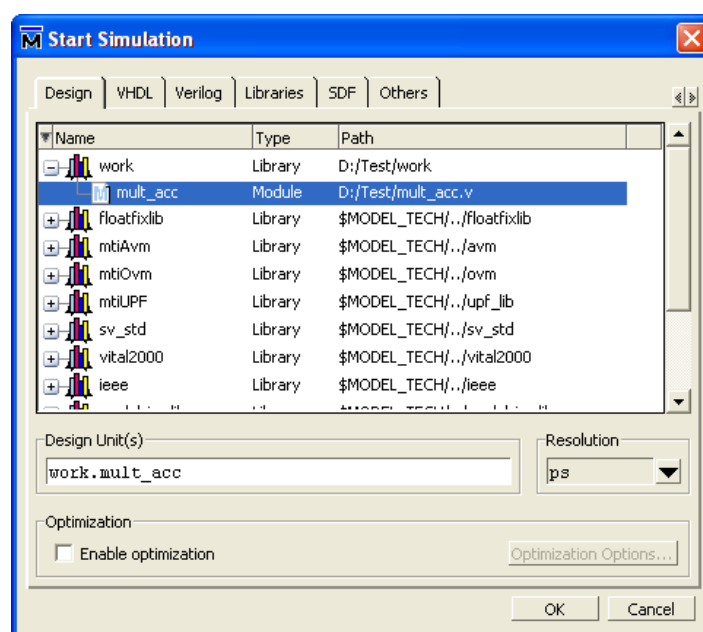 Start Simulation
Design VHDL Verilog Libraries SDF Others
Name Type Path
work Library D:/Test/work
mult_acc Module D:/Test/mult_acc.v
floatfixlib Library $MODEL_TECH/../floatfixlib
mtiAvm Library $MODEL_TECH/../avm
mtiOvm Library $MODEL_TECH/../ovm
mtiUPF Library $MODEL_TECH/../upf_lib
sv_std Library $MODEL_TECH/../sv_std
vital2000 Library $MODEL_TECH/../vital2000
ieee Library $MODEL_TECH/../ieee
Design Unit(s) Resolution
work.mult_acc ps
Optimization
Enable optimization Optimization Options...
OK Cancel